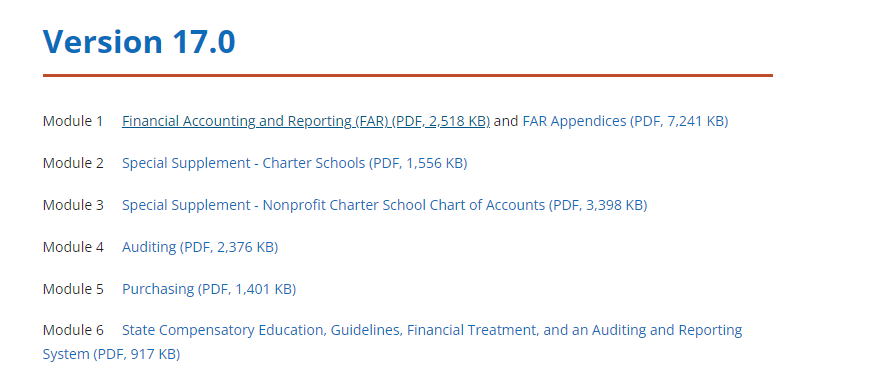 Version 17.0
Module 1 Financial Accounting and Reporting (FAR) (PDF, 2,518 KB) and FAR Appendices (PDF, 7,241 KB)
Module 2 Special Supplement - Charter Schools (PDF, 1,556 KB)
Module 3 Special Supplement - Nonprofit Charter School Chart of Accounts (PDF, 3,398 KB)
Module 4 Auditing (PDF, 2,376 KB)
Module 5 Purchasing (PDF, 1,401 KB)
Module 6 State Compensatory Education, Guidelines, Financial Treatment, and an Auditing and Reporting
System (PDF, 917 KB)